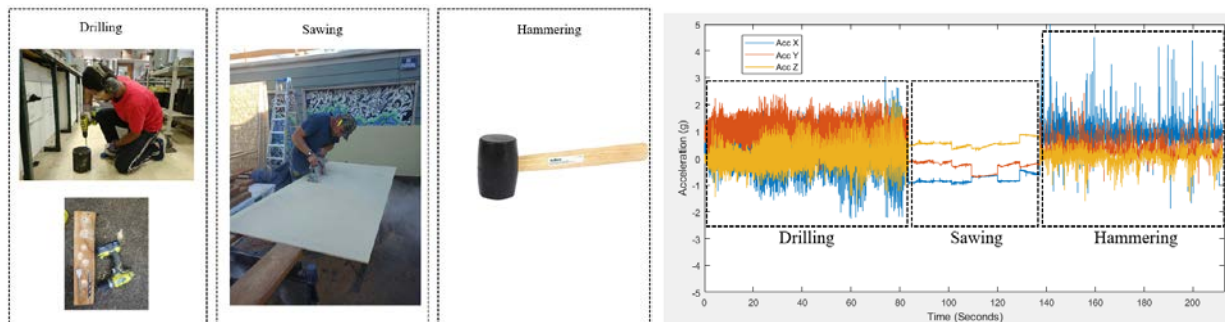 Drilling
Sawing
Hammering
Acc X
Acc Y
Acc Z
Acceleration (g)
5
4
3
2
1
0
-1
-2
-3
-4
-5
Drilling
Sawing
Hammering
0
20
40
60
80
100
120
140
160
180
200
Time (Seconds)